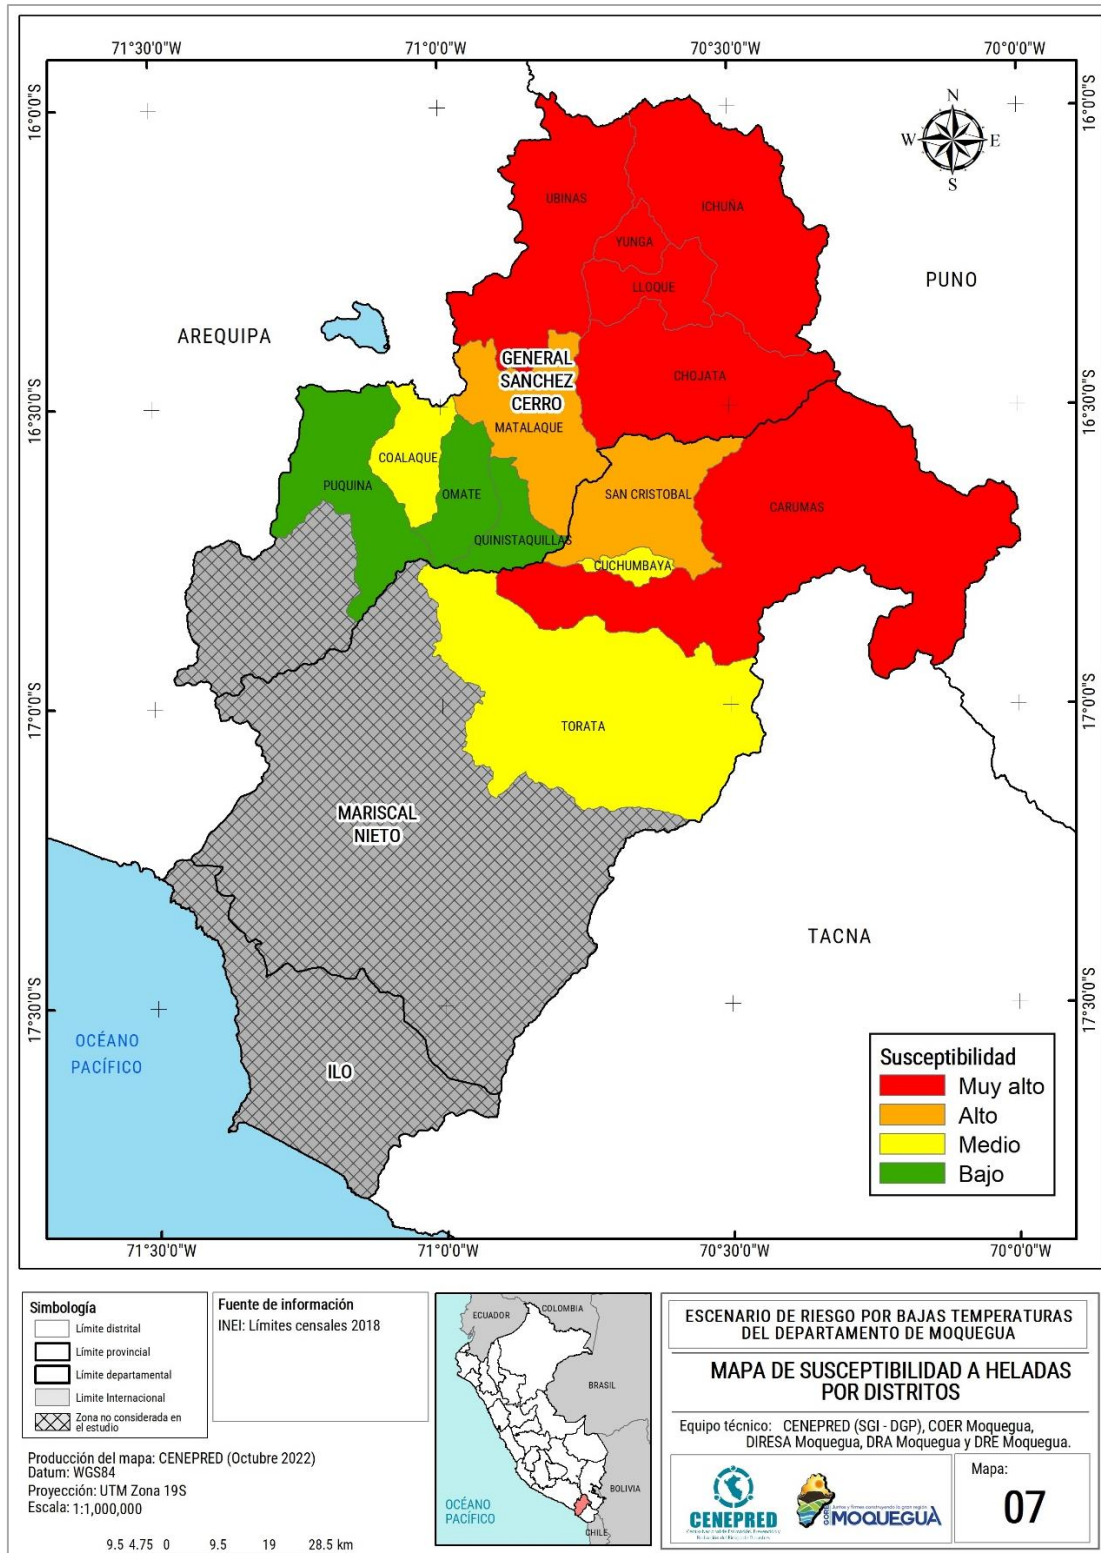 71°30'0"W
71°0'0"W
70°30'0"W
70°0'0"W
16°0'0"S
16°0'0"S
N
W
E
S
UBINAS
ICHUÑA
YUNGA
LLOQUE
PUNO
AREQUIPA
GENERAL
SANCHEZ
CERRO
CHOJATA
16°30'0"S
16°30'0"S
MATALAQUE
COALAQUE
PUQUINA
OMATE
SAN CRISTOBAL
CARUMAS
QUINISTAQUILLAS
CUCHUMBAYA
17°0'0"S
17°0'0"S
TORATA
MARISCAL
NIETO
TACNA
17°30'0"S
17°30'0"S
OCÉANO
PACÍFICO
ILO
Susceptibilidad
Muy alto
Alto
Medio
Bajo
71°30'0"W
71°0'0"W
70°30'0"W
70°0'0"W
Simbología
Límite distrital
Límite provincial
Límite departamental
Limite Internacional
Zona no considerada en
el estudio
Fuente de información
INEI: Límites censales 2018
Producción del mapa: CENEPRED (Octubre 2022)
Datum: WGS84
Proyección: UTM Zona 19S
Escala: 1:1,000,000
9.5 4.75 0 9.5 19 28.5 km
ECUADOR
COLOMBIA
BRASIL
BOLIVIA
OCÉANO
PACÍFICO
CHILE
ESCENARIO DE RIESGO POR BAJAS TEMPERATURAS
DEL DEPARTAMENTO DE MOQUEGUA
MAPA DE SUSCEPTIBILIDAD A HELADAS
POR DISTRITOS
Equipo técnico: CENEPRED (SGI - DGP), COER Moquegua,
DIRESA Moquegua, DRA Moquegua y DRE Moquegua.
CENEPRED
GORE
Juntos y firmes construyendo la gran región
MOQUEGUA
Mapa:
07